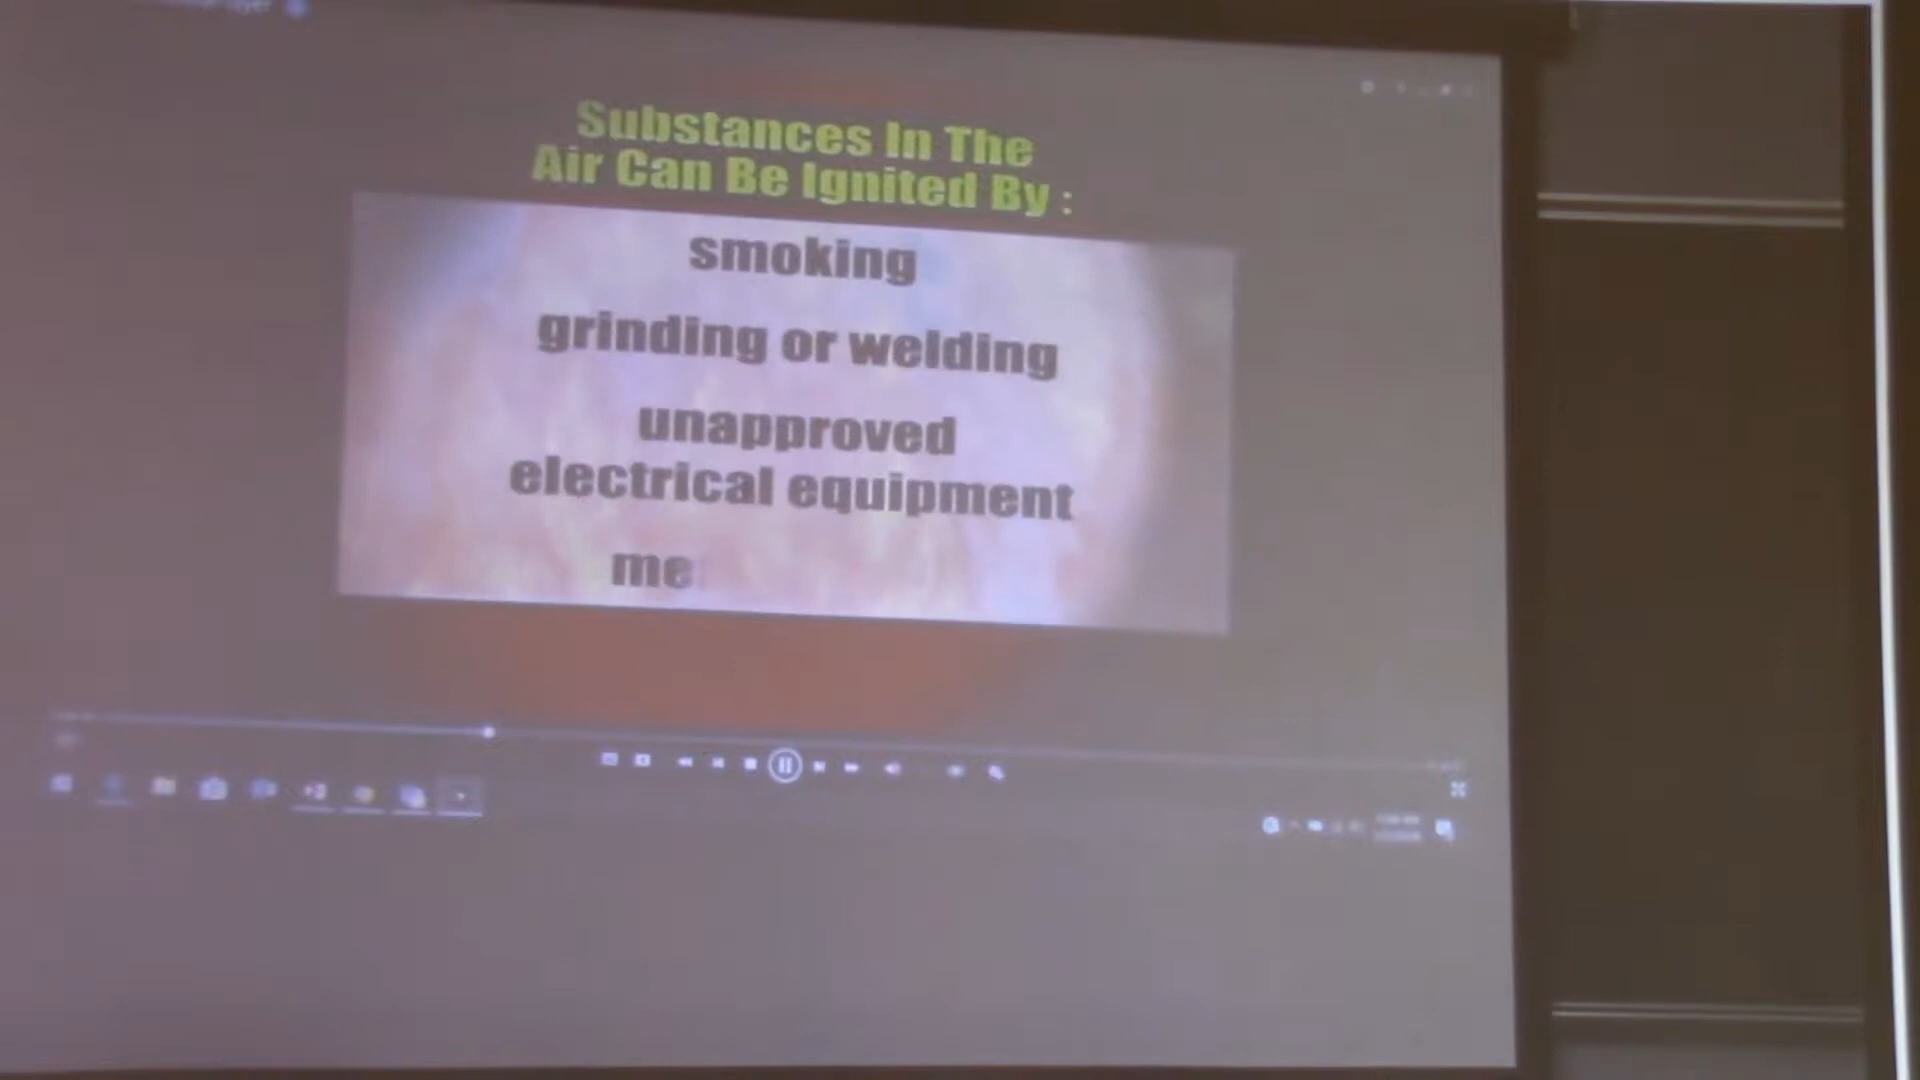 Substances In The
Air Can Be Ignited By :
smoking
grinding or welding
unapproved
electrical equipment
me